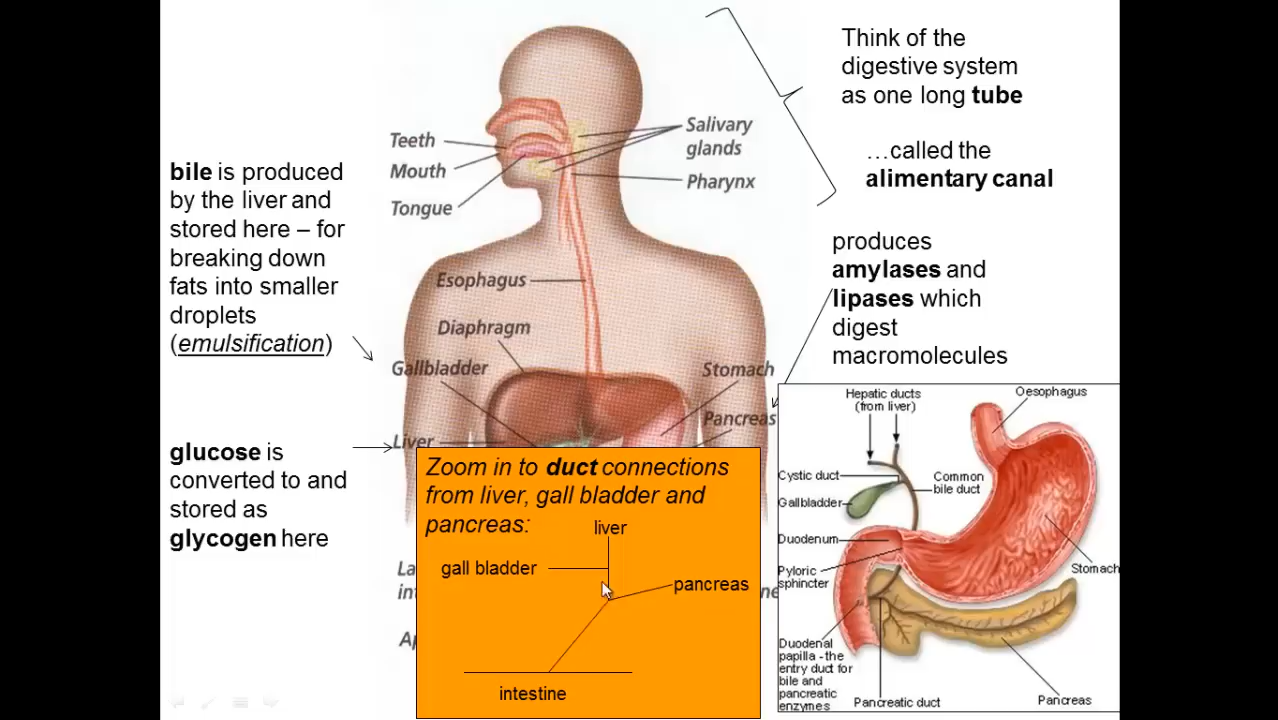 Think of the
digestive system
as one long tube
…called the
alimentary canal
Teeth
Mouth
Tongue
Salivary
glands
Pharynx
bile is produced
by the liver and
stored here – for
breaking down
fats into smaller
droplets
(emulsification)
produces
amylases and
lipases which
digest
macromolecules
Esophagus
Diaphragm
Gallbladder
Stomach
Pancreas
Liver
glucose is
converted to and
stored as
glycogen here
La
int
Ap
ne
Zoom in to duct connections
from liver, gall bladder and
pancreas:
liver
gall bladder
pancreas
intestine
Hepatic ducts
(from liver)
Oesophagus
Cystic duct
Common
bile duct
Gallbladder
Duodenum
Pyloric
sphincter
Stomach
Duodenal
papilla - the
entry duct for
bile and
pancreatic
enzymes
Pancreatic duct
Pancreas